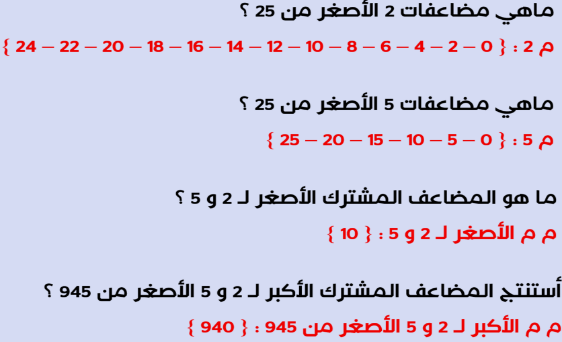 ماهي مضاعفات 2 الأصغر من 25 ؟
م 2 : { 0 – 2 – 4 – 6 – 8 – 10 – 12 – 14 – 16 – 18 – 20 – 22 – 24 }
ماهي مضاعفات 5 الأصغر من 25 ؟
م 5 : { 0 – 5 – 10 – 15 – 20 – 25 }
ما هو المضاعف المشترك الأصغر لـ 2 و 5 ؟
م م الأصغر لـ 2 و 5 : { 10 }
أستنتج المضاعف المشترك الأكبر لـ 2 و 5 الأصغر من 945 ؟
م م الأكبر لـ 2 و 5 الأصغر من 945 : { 940 }